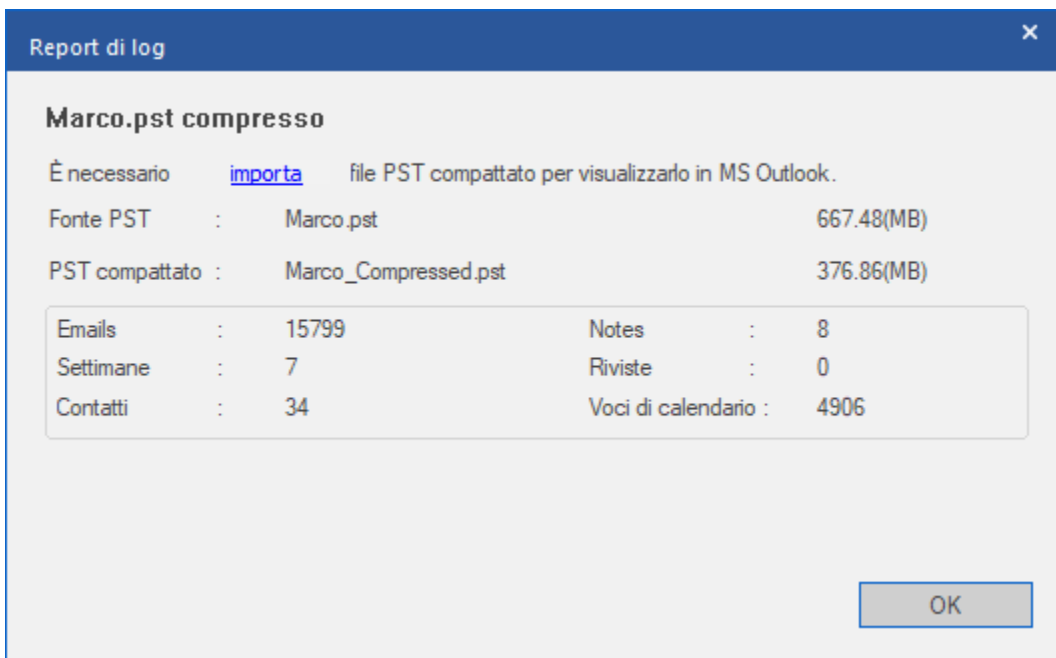 Report di log
Marco.pst compresso
È necessario importa file PST compattato per visualizzarlo in MS Outlook.
Fonte PST : Marco.pst 667.48(MB)
PST compattato : Marco_Compressed.pst 376.86(MB)
Emails : 15799 Notes : 8
Settimane : 7 Riviste : 0
Contatti : 34 Voci di calendario : 4906
OK